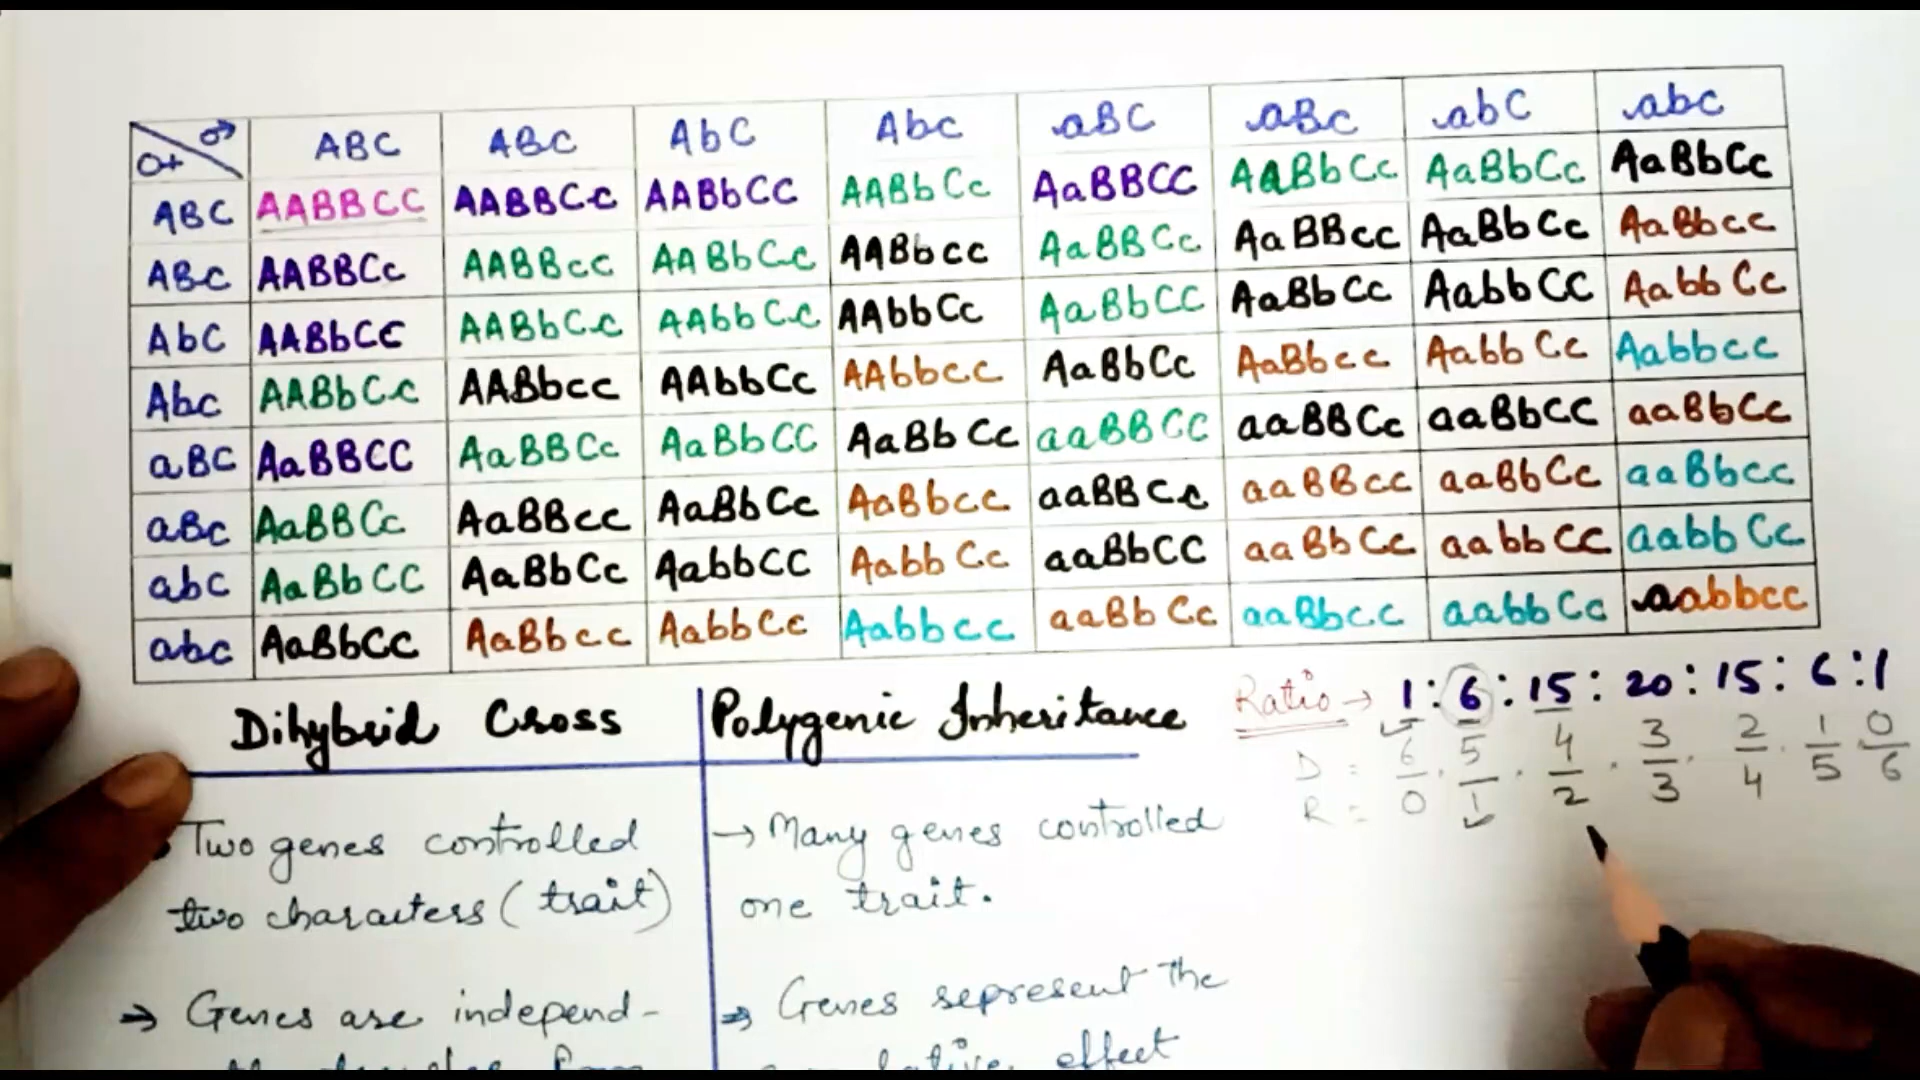 ♂ ABC ABC AbC Abc aBC aBc abC abc
♀
ABC AABBCC AABBCc AABbCC AABbCc AaBBCC AaBbCc AaBbCc AaBbCc
ABc AABBCc AABBcc AABbCc AABbcc AaBBCc AaBBcc AaBbCc AaBbcc
AbC AABbCC AABbCc AAbbCc AAbbCc AaBbCC AaBbCc AabbCC AabbCc
Abc AABbCc AABbcc AAbbCc AAbbcc AaBbCc AaBbcc AabbCc Aabbcc
aBC AaBBCC AaBBCc AaBbCC AaBbCc aaBBCC aaBBCc aaBbCC aaBbCc
aBc AaBBCc AaBBcc AaBbCc AaBbcc aaBBCc aaBBcc aaBbCc aaBbcc
abC AaBbCC AaBbCc AabbCC AabbCc aaBbCC aaBbCc aabbCC aabbCc
abc AaBbCC AaBbcc AabbCc Aabbcc aaBbCc aaBbcc aabbCc aabbcc
Ratio → 1 : 6 : 15 : 20 : 15 : 6 : 1
D = 6 5 4 3 2 1 0
R = 0 1 2 3 4 5 6
Dihybrid Cross
Two genes controlled
two characters (trait)
→ Genes are independ-
Polygenic Inheritance
→ Many genes controlled
one trait.
→ Genes represent the
effect